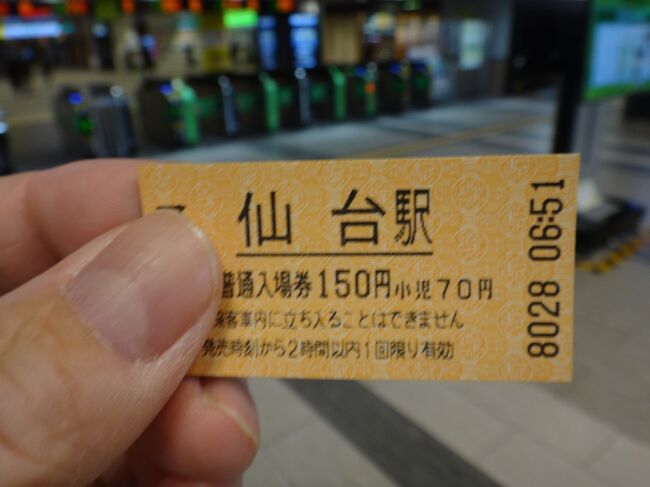 仙台駅
普通入場券150円小児70円
旅客車内に立ち入ることはできません
発売時刻から2時間以内1回限り有効
8028 06:51